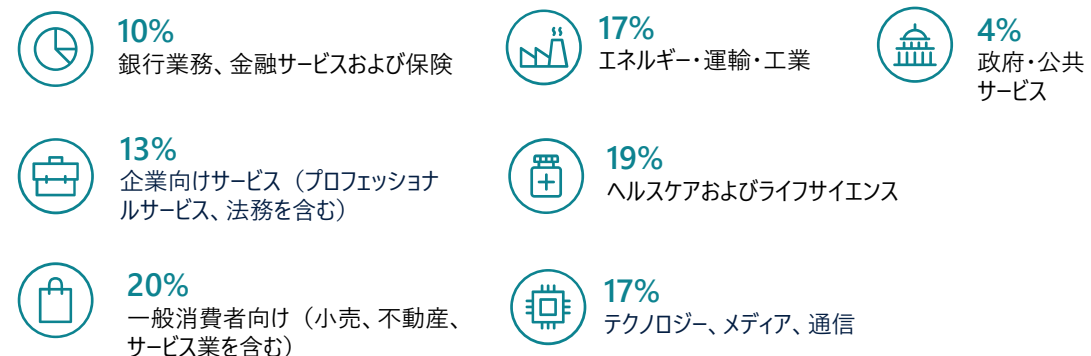 10%
銀行業務、金融サービスおよび保険
17%
エネルギー・運輸・工業
4%
政府・公共
サービス
13%
企業向けサービス（プロフェッショナ
ルサービス、法務を含む）
19%
ヘルスケアおよびライフサイエンス
20%
一般消費者向け（小売、不動産、
サービス業を含む）
17%
テクノロジー、メディア、通信